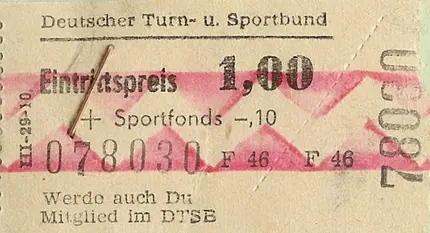 Deutscher Turn- u. Sportbund
Eintrittspreis 1,00
+ Sportfonds -,10
078030 F 46 F 46
Werde auch Du
Mitglied im DTSB
III-29-10
78030